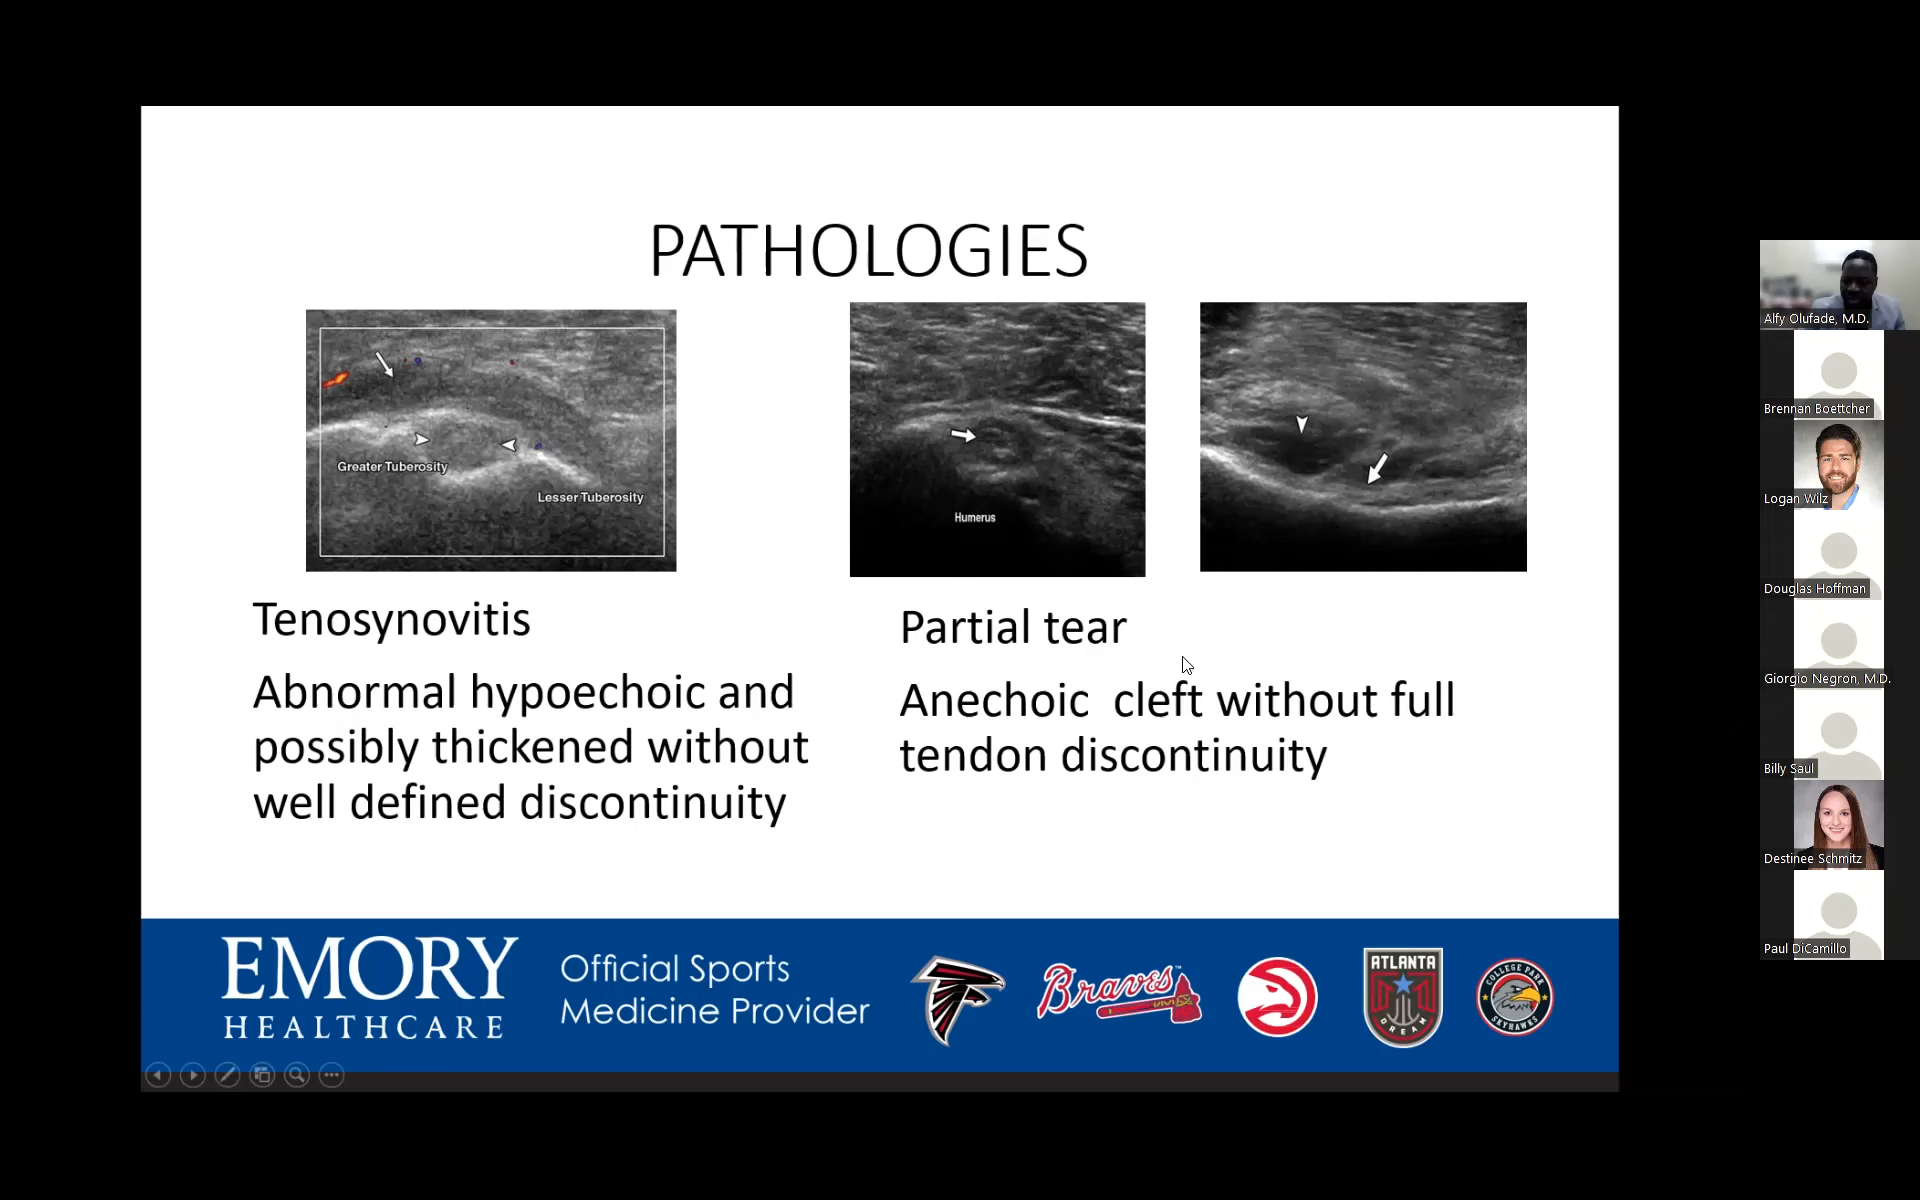 PATHOLOGIES
Greater Tuberosity
Lesser Tuberosity
Humerus
Tenosynovitis
Abnormal hypoechoic and
possibly thickened without
well defined discontinuity
Partial tear
Anechoic  cleft without full
tendon discontinuity
EMORY
HEALTHCARE
Official Sports
Medicine Provider
Braves
ATLANTA
DREAM
COLLEGE PARK
SKYHAWKS
Alfy Olufade, M.D.
Brennan Boettcher
Logan Wilz
Douglas Hoffman
Giorgio Negron, M.D.
Billy Saul
Destinee Schmitz
Paul DiCamillo